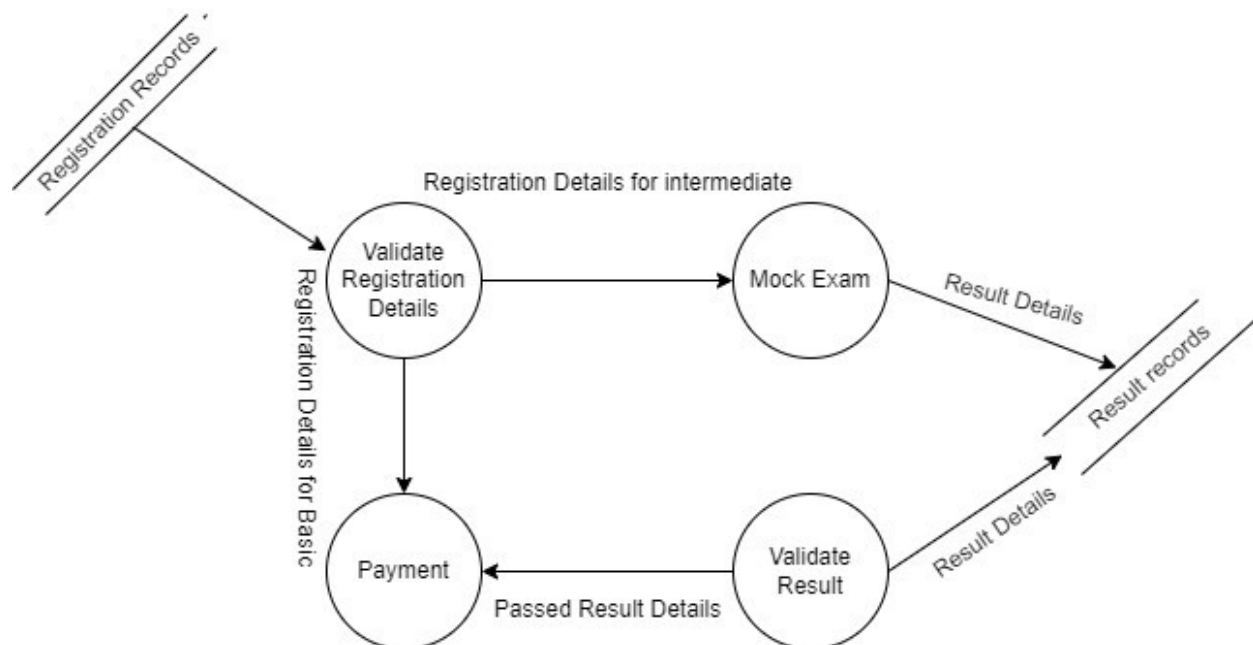 Registration Records
Registration Details for intermediate
Validate
Registration
Details
Mock Exam
Result Details
Result records
Registration Details for Basic
Payment
Passed Result Details
Validate
Result
Result Details